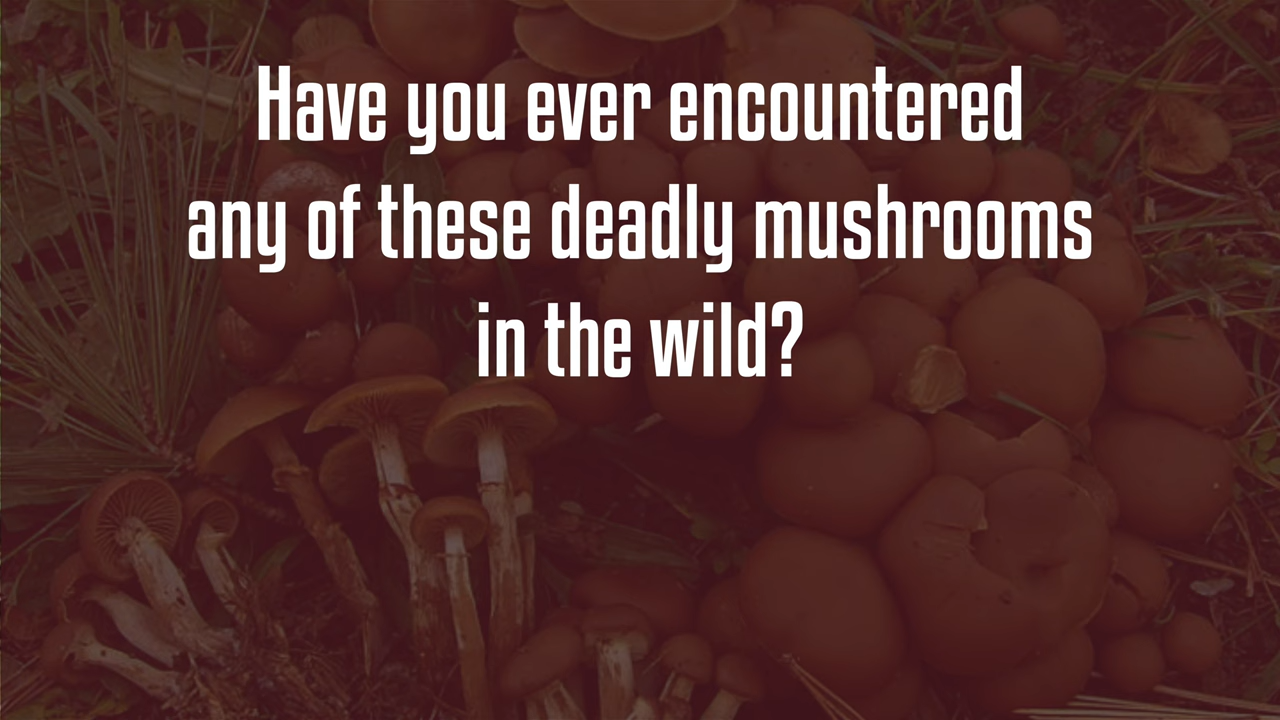 Have you ever encountered
any of these deadly mushrooms
in the wild?